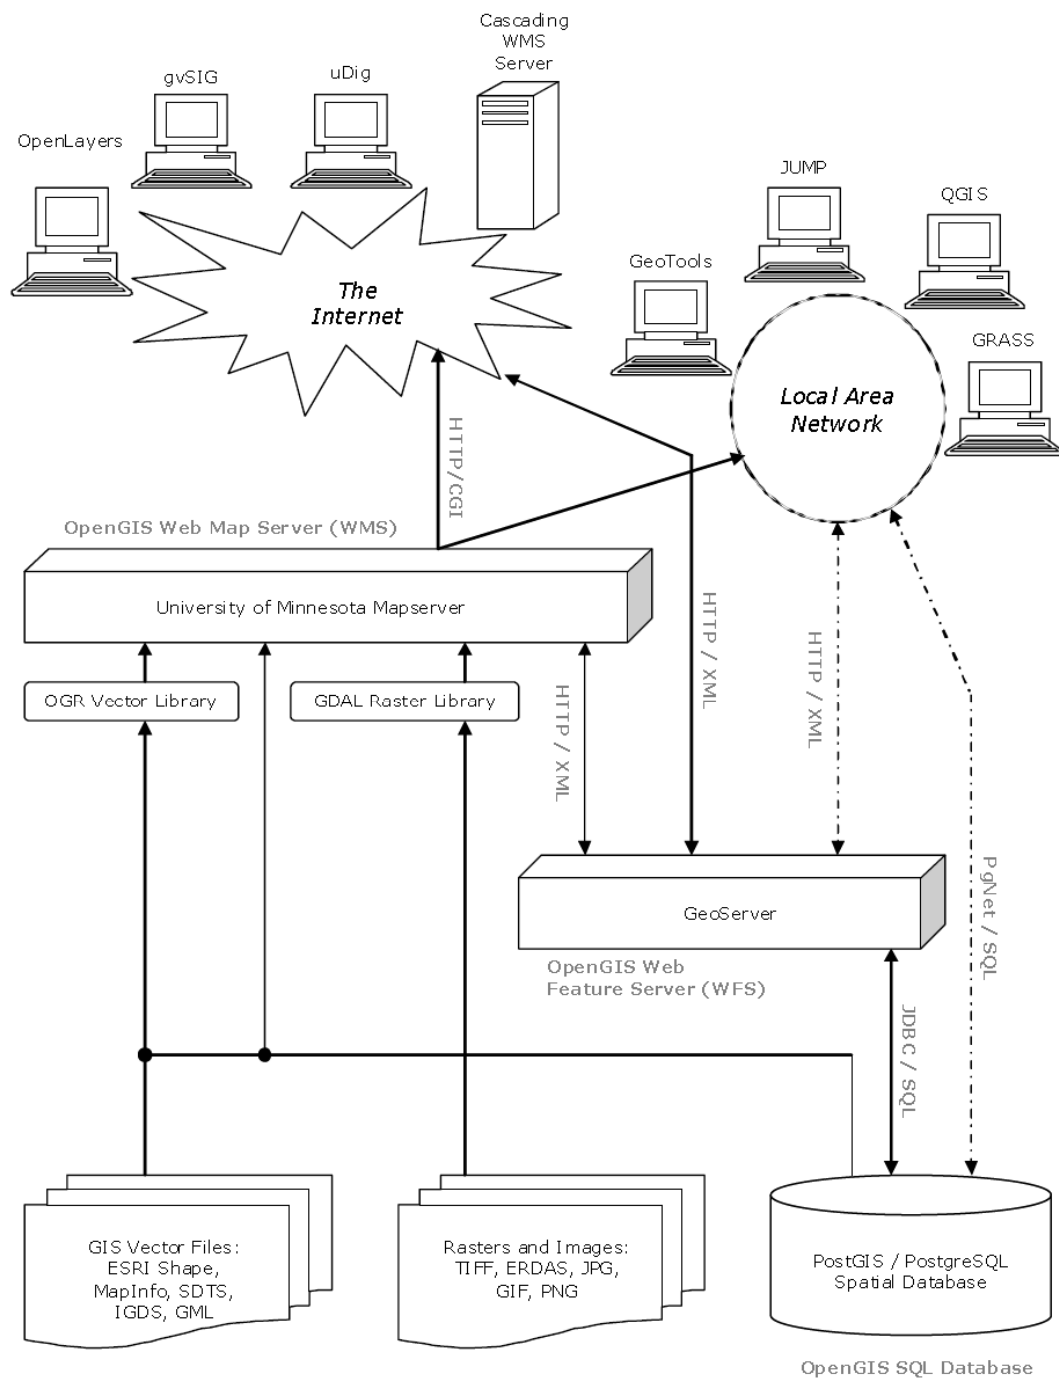 Cascading
WMS
Server
gvSIG
uDig
OpenLayers
JUMP
QGIS
GeoTools
GRASS
The
Internet
Local Area
Network
HTTP/CGI
OpenGIS Web Map Server (WMS)
University of Minnesota Mapserver
HTTP / XML
HTTP / XML
HTTP / XML
OGR Vector Library
GDAL Raster Library
GeoServer
PgNet / SQL
OpenGIS Web
Feature Server (WFS)
JDBC / SQL
GIS Vector Files:
ESRI Shape,
MapInfo, SDTS,
IGDS, GML
Rasters and Images:
TIFF, ERDAS, JPG,
GIF, PNG
PostGIS / PostgreSQL
Spatial Database
OpenGIS SQL Database